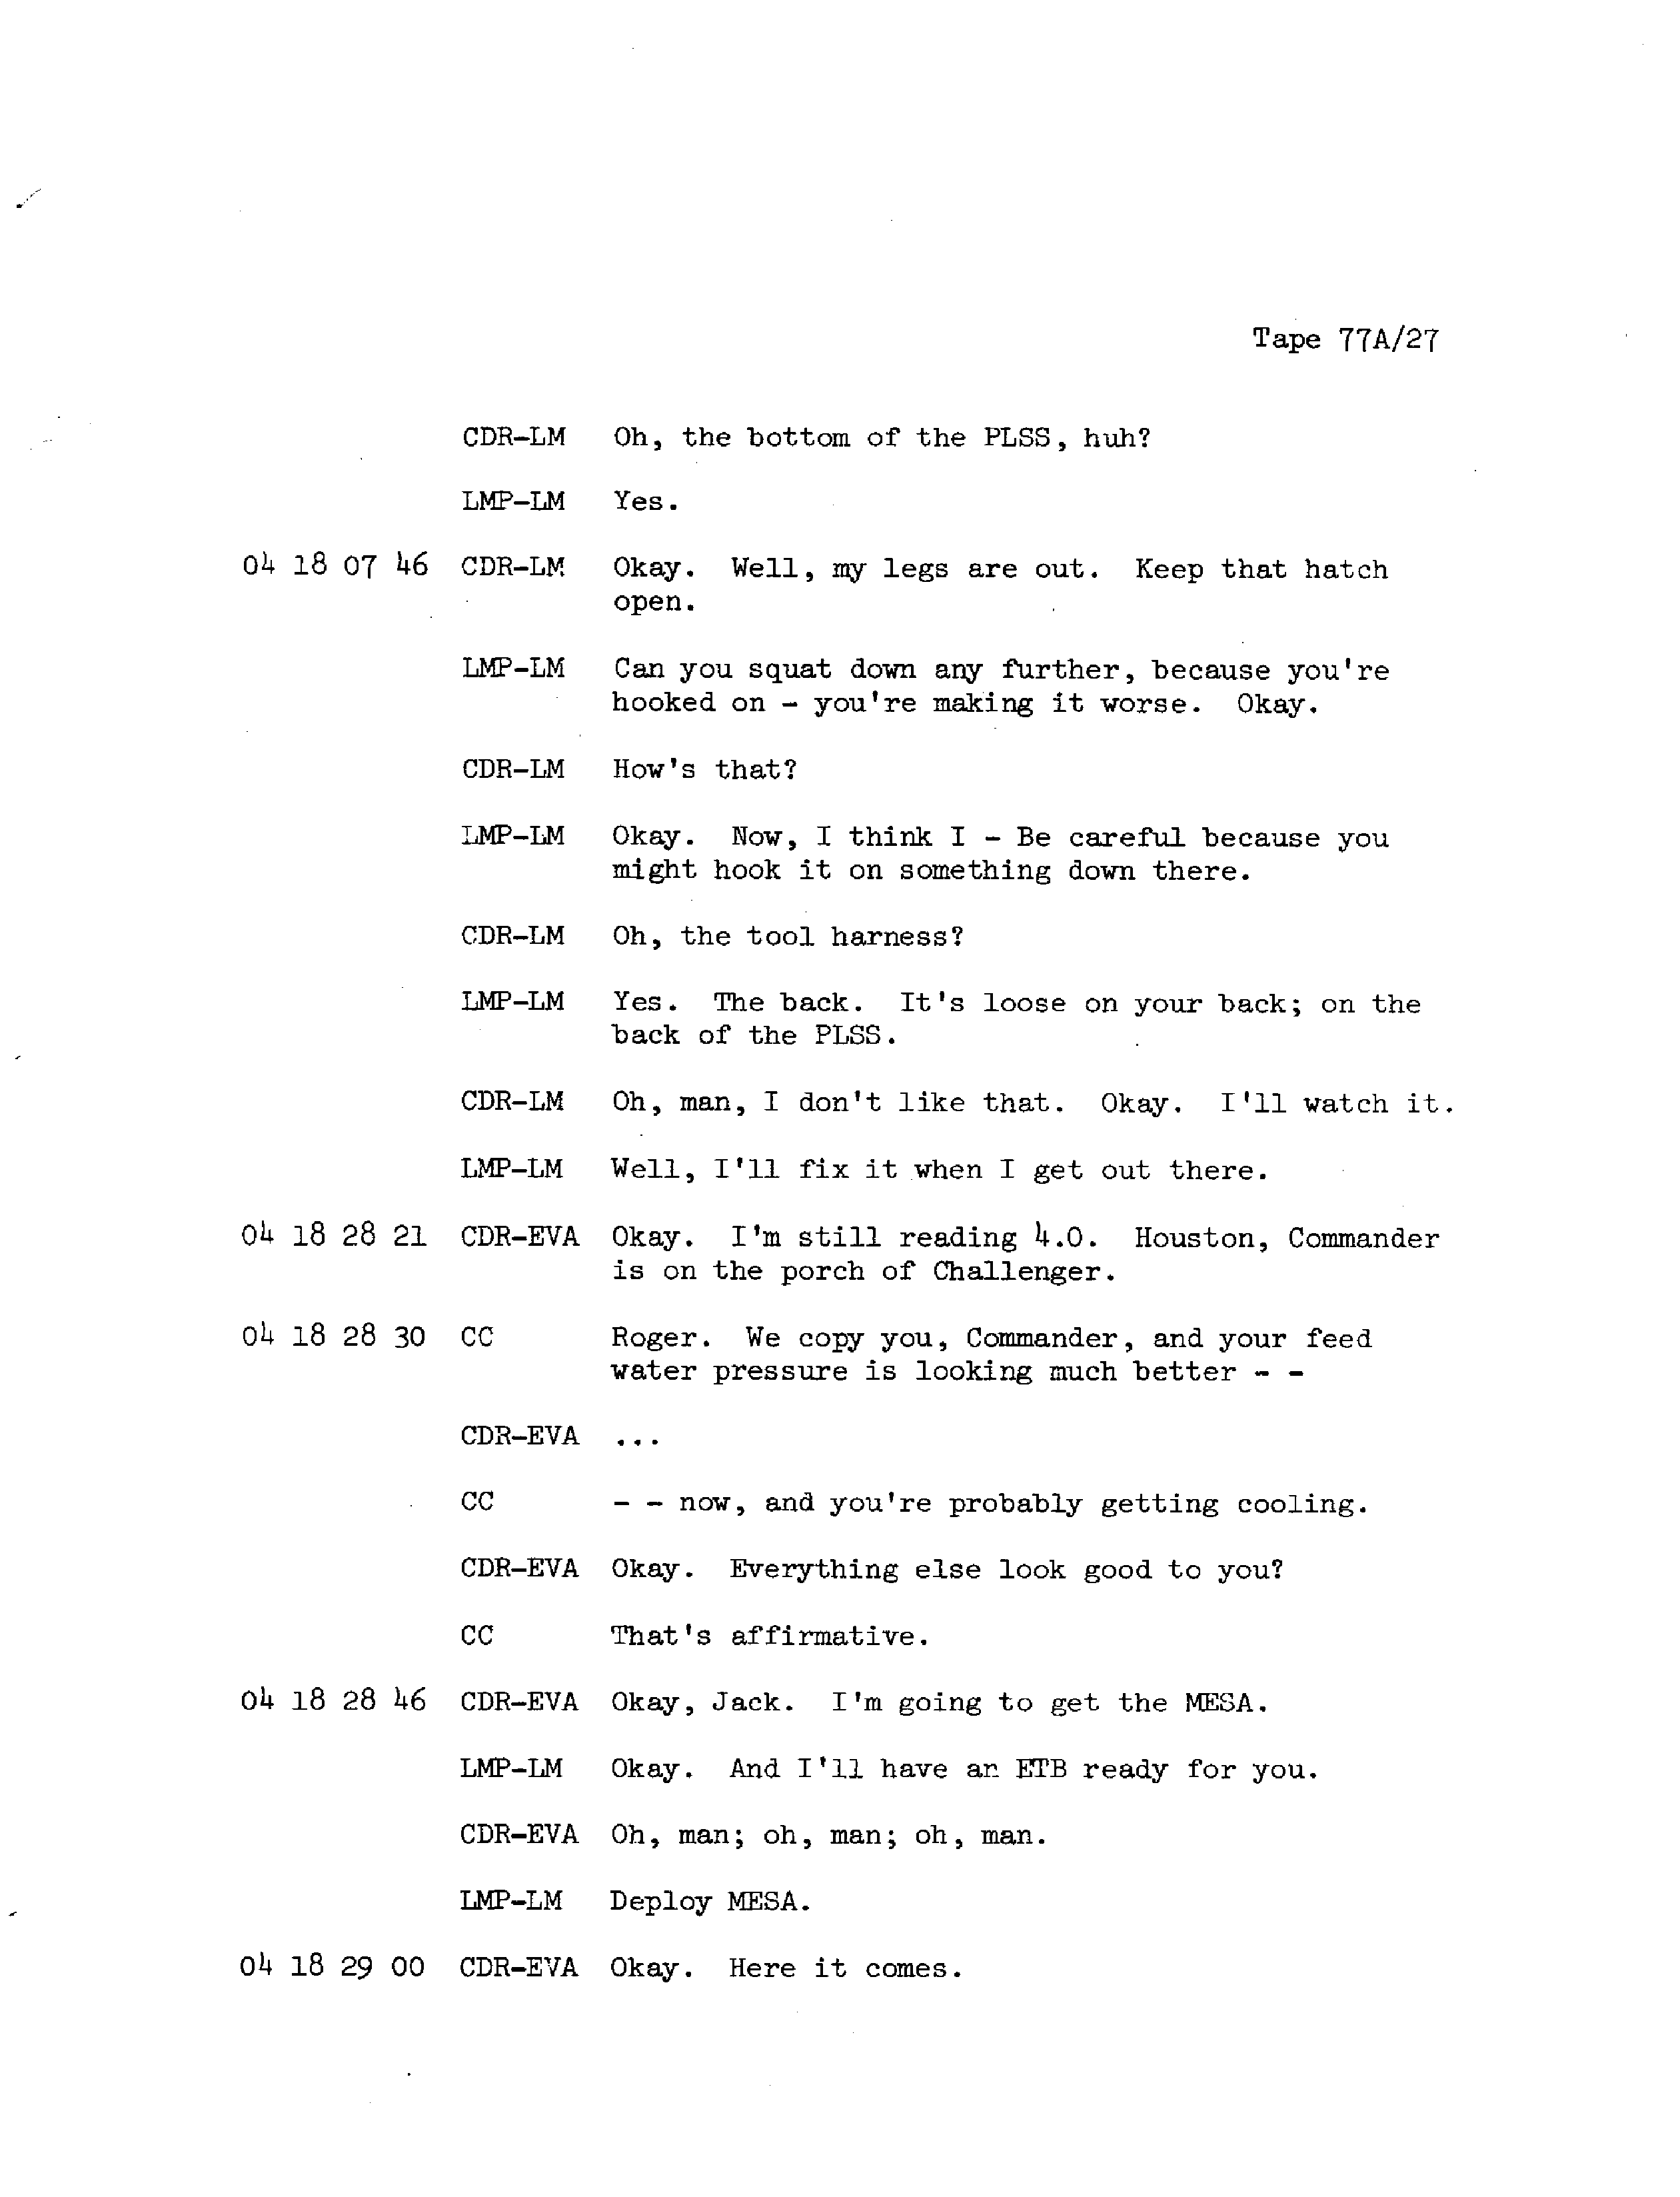 Tape 77A/27
CDR-LM Oh, the bottom of the PLSS, huh?
LMP-LM Yes.
04 18 07 46 CDR-LM Okay. Well, my legs are out. Keep that hatch
open.
LMP-LM Can you squat down any further, because you're
hooked on - you're making it worse. Okay.
CDR-LM How's that?
LMP-LM Okay. Now, I think I - Be careful because you
might hook it on something down there.
CDR-LM Oh, the tool harness?
LMP-LM Yes. The back. It's loose on your back; on the
back of the PLSS.
CDR-LM Oh, man, I don't like that. Okay. I'll watch it.
LMP-LM Well, I'll fix it when I get out there.
04 18 28 21 CDR-EVA Okay. I'm still reading 4.0. Houston, Commander
is on the porch of Challenger.
04 18 28 30 CC Roger. We copy you, Commander, and your feed
water pressure is looking much better - -
CDR-EVA ...
CC - - now, and you're probably getting cooling.
CDR-EVA Okay. Everything else look good to you?
CC That's affirmative.
04 18 28 46 CDR-EVA Okay, Jack. I'm going to get the MESA.
LMP-LM Okay. And I'll have an ETB ready for you.
CDR-EVA Oh, man; oh, man; oh, man.
LMP-LM Deploy MESA.
04 18 29 00 CDR-EVA Okay. Here it comes.